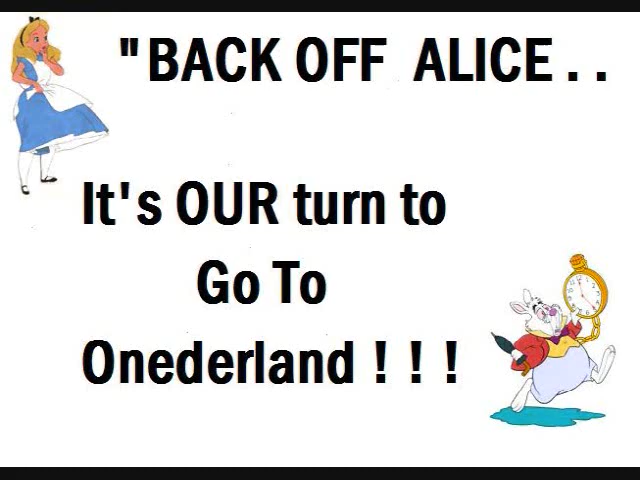 "BACK OFF ALICE . .
It's OUR turn to
Go To
Onederland ! ! !